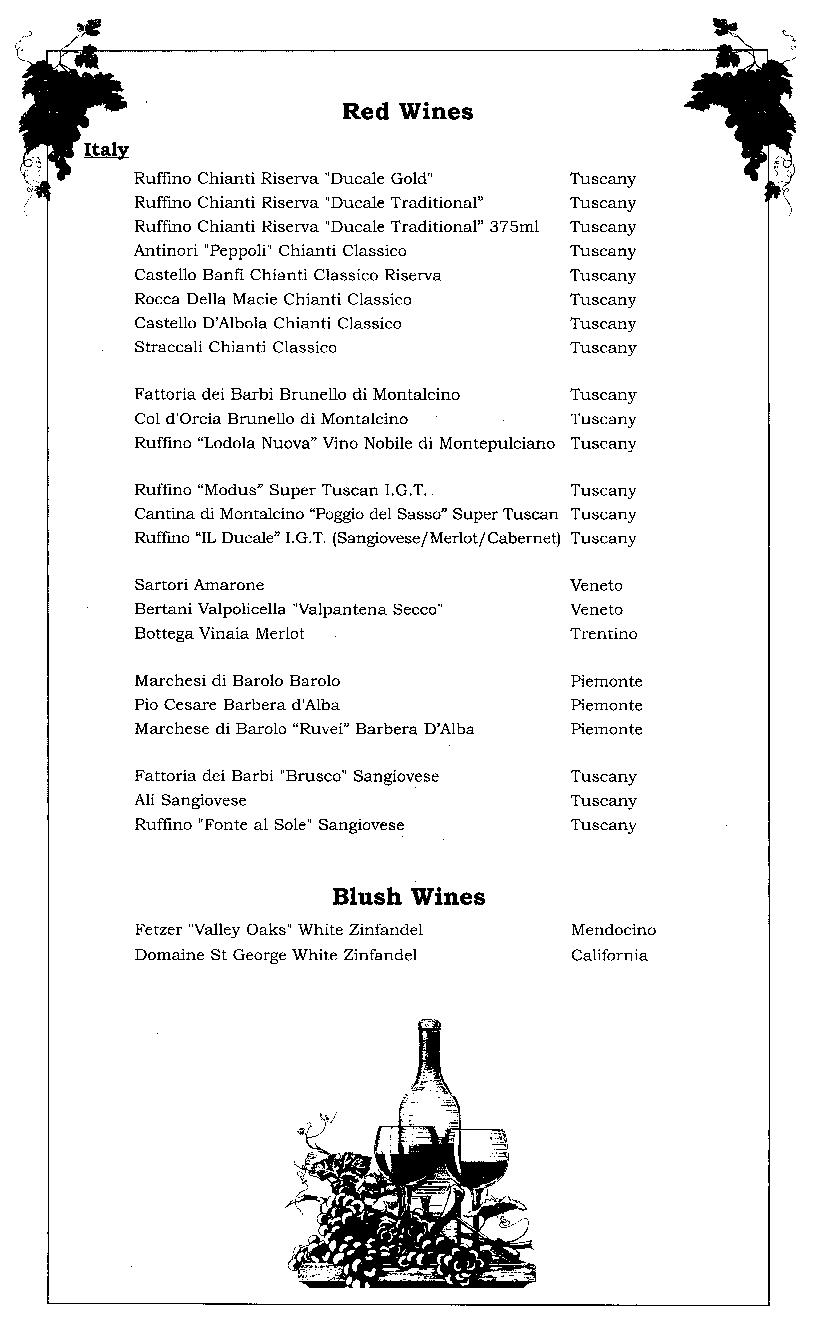 Red Wines
Italy
Ruffino Chianti Riserva "Ducale Gold" Tuscany
Ruffino Chianti Riserva "Ducale Traditional” Tuscany
Ruffino Chianti Riserva "Ducale Traditional” 375ml Tuscany
Antinori "Peppoli" Chianti Classico Tuscany
Castello Banfi Chianti Classico Riserva Tuscany
Rocca Della Macie Chianti Classico Tuscany
Castello D'Albola Chianti Classico Tuscany
Straccali Chianti Classico Tuscany
Fattoria dei Barbi Brunello di Montalcino Tuscany
Col d'Orcia Brunello di Montalcino Tuscany
Ruffino “Lodola Nuova” Vino Nobile di Montepulciano Tuscany
Ruffino “Modus” Super Tuscan I.G.T. Tuscany
Cantina di Montalcino “Poggio del Sasso” Super Tuscan Tuscany
Ruffino “IL Ducale” I.G.T. (Sangiovese/Merlot/Cabernet) Tuscany
Sartori Amarone Veneto
Bertani Valpolicella "Valpantena Secco" Veneto
Bottega Vinaia Merlot Trentino
Marchesi di Barolo Barolo Piemonte
Pio Cesare Barbera d'Alba Piemonte
Marchese di Barolo “Ruvei” Barbera D’Alba Piemonte
Fattoria dei Barbi "Brusco" Sangiovese Tuscany
Ali Sangiovese Tuscany
Ruffino "Fonte al Sole" Sangiovese Tuscany
Blush Wines
Fetzer "Valley Oaks" White Zinfandel Mendocino
Domaine St George White Zinfandel California